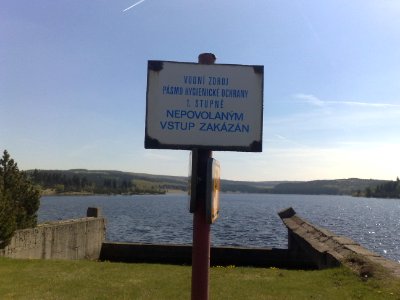 VODNÍ ZDROJ
PÁSMO HYGIENICKÉ OCHRANY
1. STUPNĚ
NEPOVOLANÝM
VSTUP ZAKÁZÁN